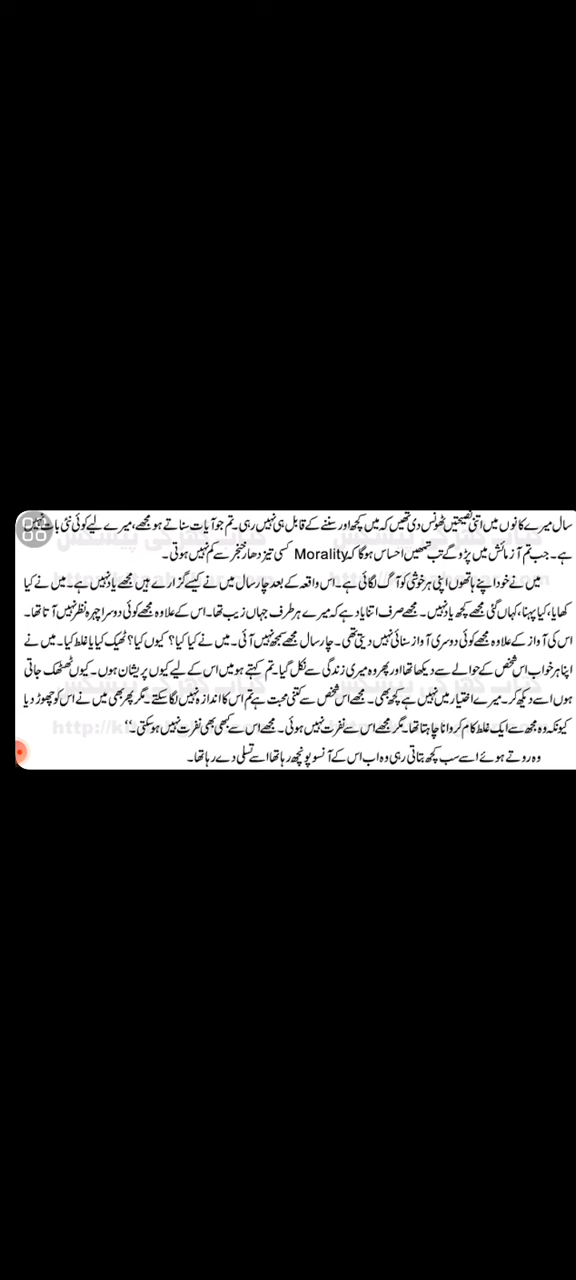 سال میرے کانوں میں اتنی نصیحتیں ٹھونس دی تھیں کہ میں کچھ اور سننے کے قابل ہی نہیں رہی۔ تم جو آیات سناتے ہو مجھے، میرے لیے کوئی نئی بات نہیں
ہے۔ جب تم آزمائش میں پڑو گے تب تمھیں احساس ہوگا کہ Morality کسی تیز دھار خنجر سے کم نہیں ہوتی۔
میں نے خود اپنے ہاتھوں اپنی ہر خوشی کو آگ لگائی ہے۔ اس واقعہ کے بعد چار سال میں نے کیسے گزارے ہیں مجھے یاد نہیں ہے۔ میں نے کیا
کھایا، کیا پہنا، کہاں گئی مجھے کچھ یاد نہیں۔ مجھے صرف اتنا یاد ہے کہ میرے ہر طرف جہاں زیب تھا۔ اس کے علاوہ مجھے کوئی دوسرا چہرہ نظر نہیں آتا تھا۔
اس کی آواز کے علاوہ مجھے کوئی دوسری آواز سنائی نہیں دیتی تھی۔ چار سال مجھے سمجھ نہیں آئی۔ میں نے کیا کیا؟ کیوں کیا؟ ٹھیک کیا یا غلط کیا۔ میں نے
اپنا ہر خواب اس شخص کے حوالے سے دیکھا تھا اور پھر وہ میری زندگی سے نکل گیا۔ تم کہتے ہو میں اس کے لیے کیوں پریشان ہوں۔ کیوں ٹھٹھک جاتی
ہوں اسے دیکھ کر۔ میرے اختیار میں نہیں ہے کچھ بھی۔ مجھے اس شخص سے کتنی محبت ہے تم اس کا اندازہ نہیں لگا سکتے۔ مگر پھر بھی میں نے اس کو چھوڑ دیا
کیونکہ وہ مجھ سے ایک غلط کام کروانا چاہتا تھا۔ مگر مجھے اس سے نفرت نہیں ہوئی۔ مجھے اس سے کبھی بھی نفرت نہیں ہو سکتی۔‘‘
وہ روتے ہوئے اسے سب کچھ بتاتی رہی وہ اب اس کے آنسو پونچھ رہا تھا اسے تسلی دے رہا تھا۔